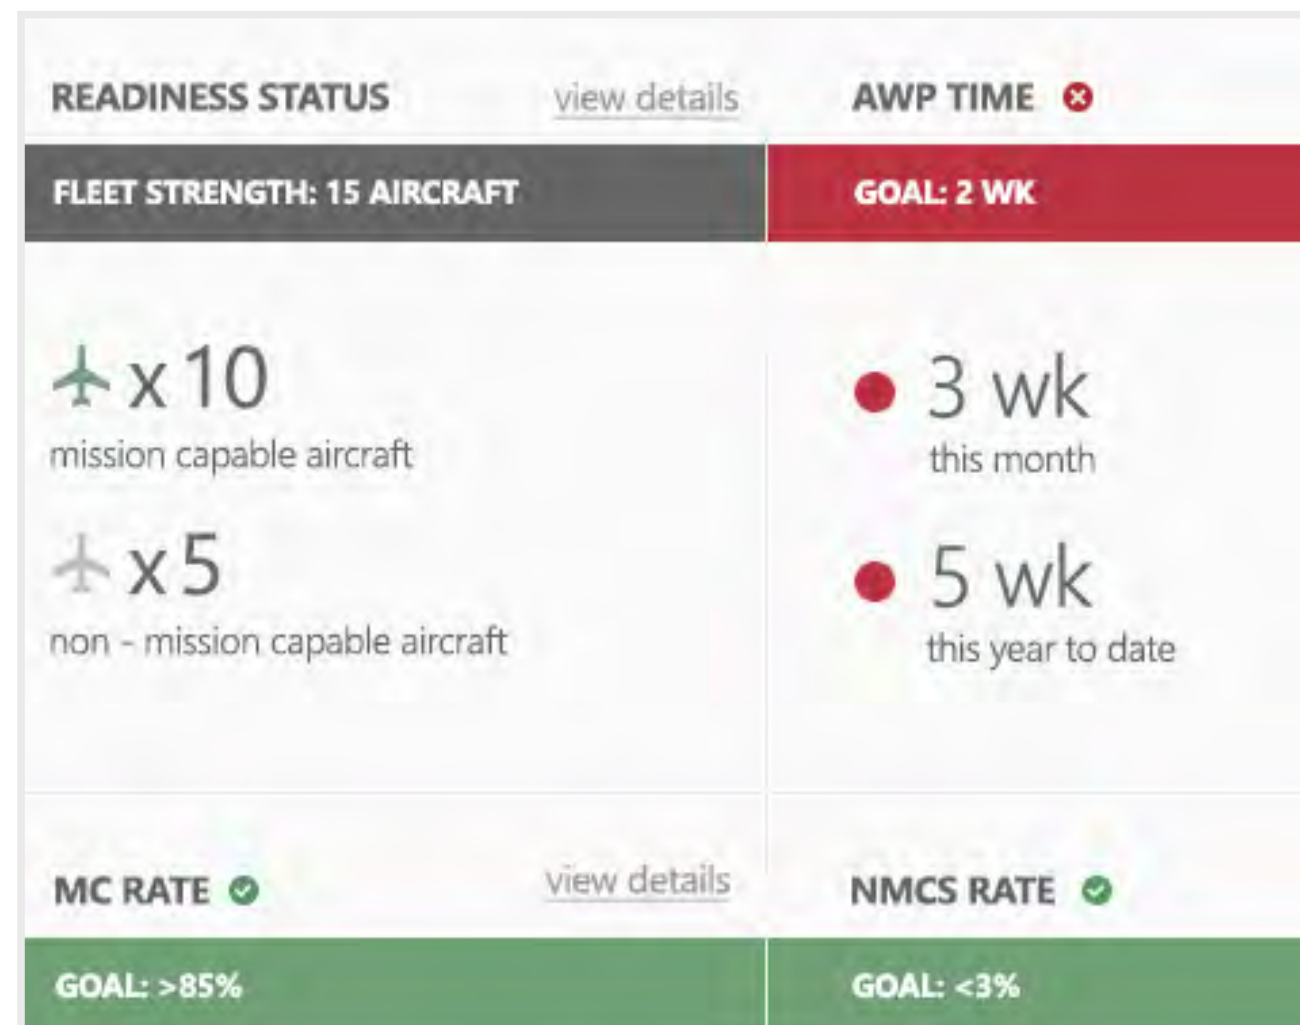 READINESS STATUS view details
FLEET STRENGTH: 15 AIRCRAFT
x 10
mission capable aircraft
x 5
non - mission capable aircraft
AWP TIME
GOAL: 2 WK
3 wk
this month
5 wk
this year to date
MC RATE view details
GOAL: >85%
NMCS RATE
GOAL: <3%